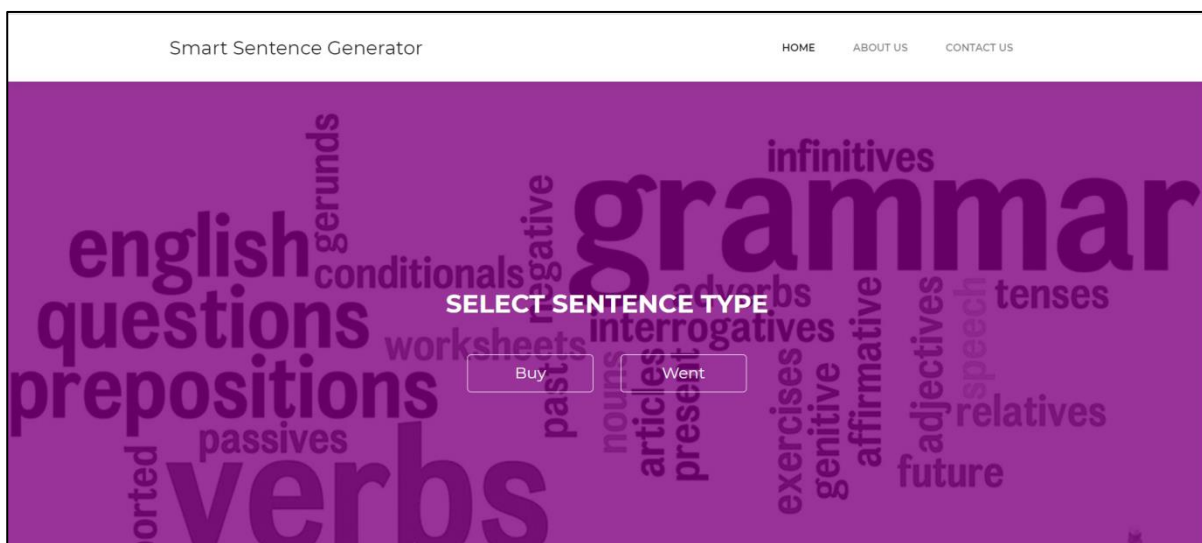 Smart Sentence Generator
HOME ABOUT US CONTACT US
gerunds
infinitives
grammar
negative
english
conditionals
adverbs
tenses
SELECT SENTENCE TYPE
questions
interrogatives
worksheets
affirmative
adjectives
speech
Buy
Went
prepositions
past
nouns
articles
present
exercises
genitive
relatives
passives
future
verbs
orted